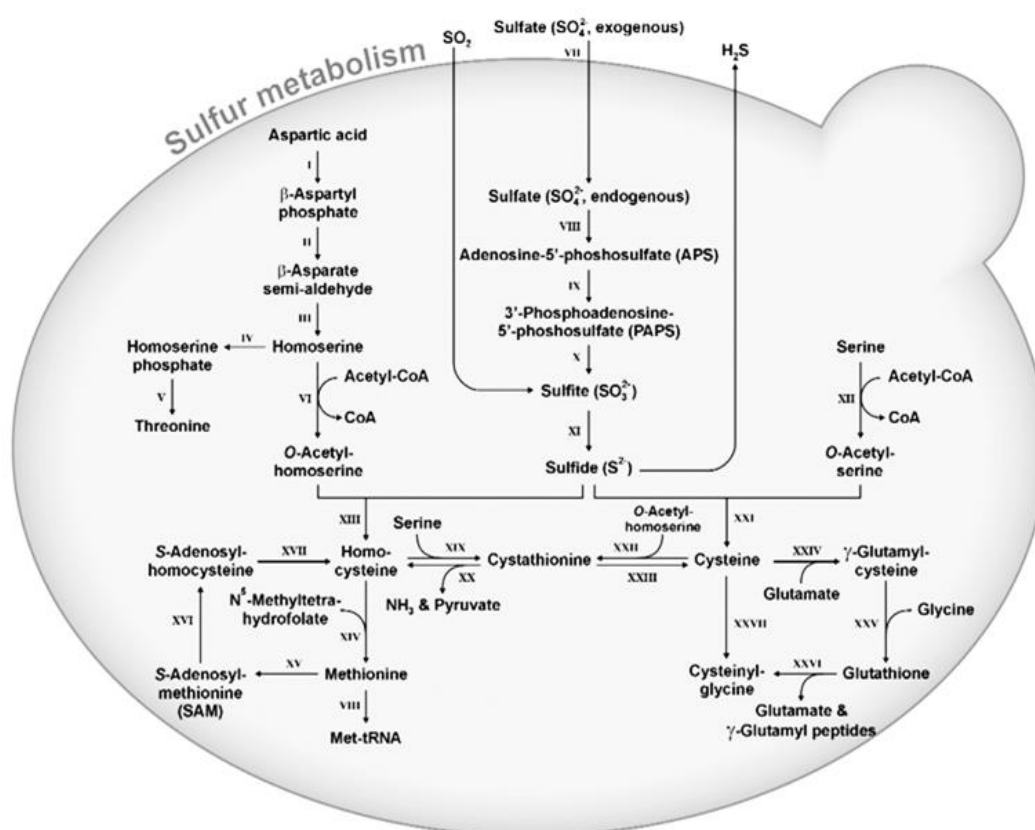 Sulfur metabolism
SO2
Sulfate (SO4^2-, exogenous)
VII
H2S
Aspartic acid
I
β-Aspartyl
phosphate
II
β-Asparate
semi-aldehyde
III
Homoserine
IV
Homoserine
phosphate
V
Threonine
VI
Acetyl-CoA
CoA
O-Acetyl-
homoserine
Sulfate (SO4^2-, endogenous)
VIII
Adenosine-5'-phoshosulfate (APS)
IX
3'-Phosphoadenosine-
5'-phoshosulfate (PAPS)
X
Sulfite (SO3^2-)
XI
Sulfide (S^2-)
Serine
XII
Acetyl-CoA
CoA
O-Acetyl-
serine
XIII
Serine
O-Acetyl-
homoserine
XXI
S-Adenosyl-
homocysteine
XVII
Homo-
cysteine
XIX
XX
NH3 & Pyruvate
Cystathionine
XXII
XXIII
Cysteine
XXIV
Glutamate
γ-Glutamyl-
cysteine
XVI
N5-Methyltetra-
hydrofolate
XIV
XXVII
XXV
Glycine
S-Adenosyl-
methionine
(SAM)
XV
Methionine
VIII
Met-tRNA
Cysteinyl-
glycine
XXVI
Glutathione
Glutamate &
γ-Glutamyl peptides